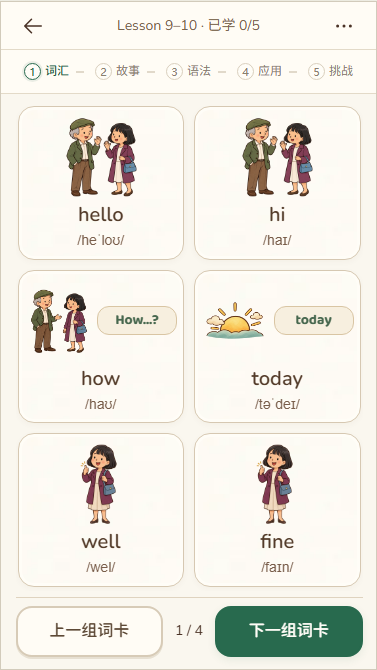 Lesson 9–10 · 已学 0/5
1 词汇 – 2 故事 – 3 语法 – 4 应用 – 5 挑战
hello
/heˈloʊ/
hi
/haɪ/
How...?
how
/haʊ/
today
today
/təˈdeɪ/
well
/wel/
fine
/faɪn/
上一组词卡
1 / 4
下一组词卡